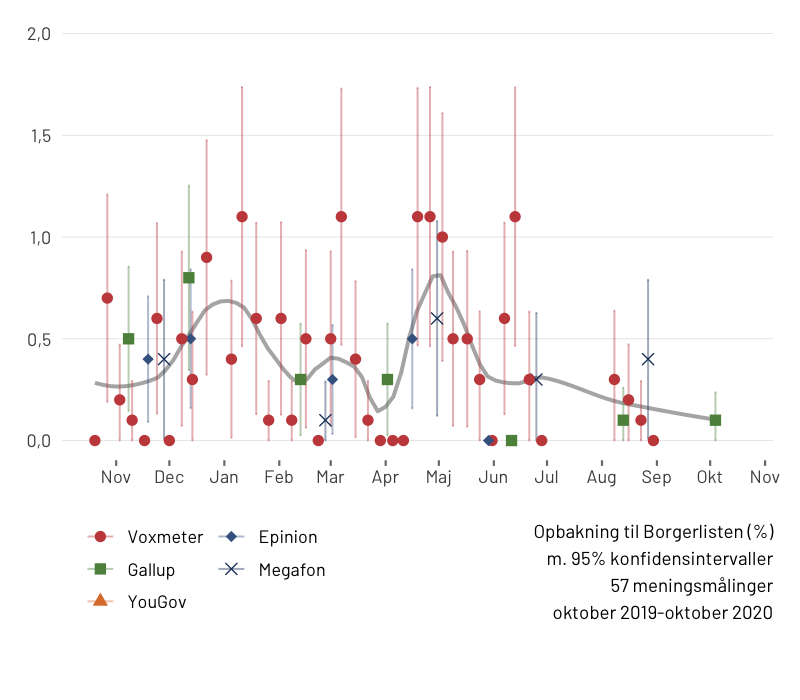 2,0
1,5
1,0
0,5
0,0
Nov Dec Jan Feb Mar Apr Maj Jun Jul Aug Sep Okt Nov
Voxmeter Epinion
Gallup Megafon
YouGov
Opbakning til Borgerlisten (%)
m. 95% konfidensintervaller
57 meningsmålinger
oktober 2019-oktober 2020